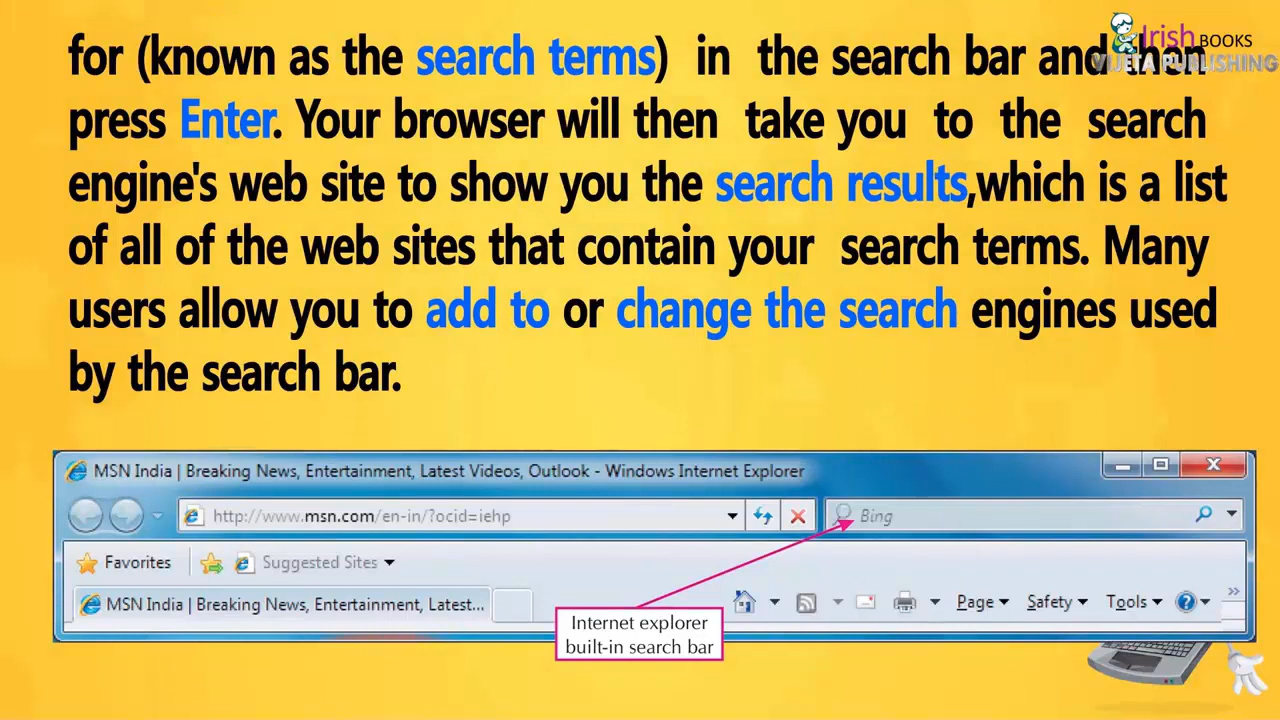 for (known as the search terms) in the search bar and then
press Enter. Your browser will then take you to the search
engine's web site to show you the search results,which is a list
of all of the web sites that contain your search terms. Many
users allow you to add to or change the search engines used
by the search bar.
Irish BOOKS
VIJETA PUBLISHING
MSN India | Breaking News, Entertainment, Latest Videos, Outlook - Windows Internet Explorer
http://www.msn.com/en-in/?ocid=iehp
Bing
Favorites Suggested Sites
MSN India | Breaking News, Entertainment, Latest...
Page Safety Tools
Internet explorer
built-in search bar